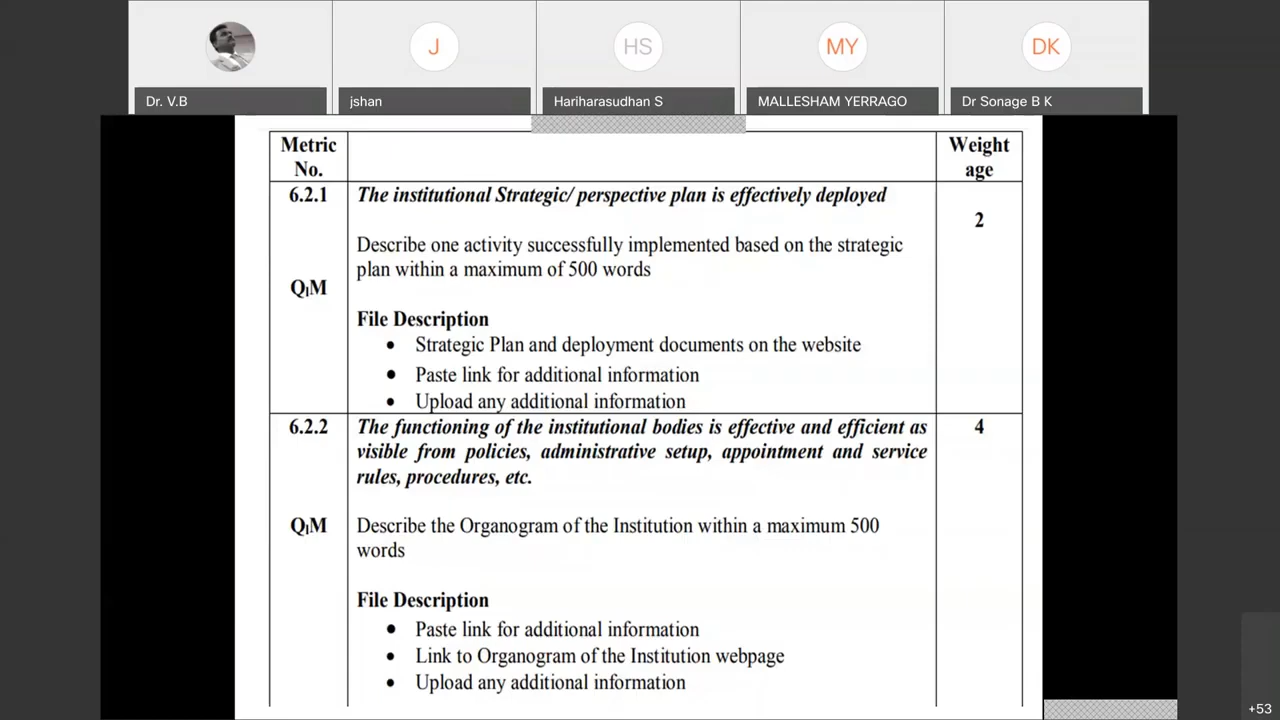 J
HS
MY
DK
Dr. V.B
jshan
Hariharasudhan S
MALLESHAM YERRAGO
Dr Sonage B K
Metric
No.
Weight
age
6.2.1
The institutional Strategic/ perspective plan is effectively deployed
2
Describe one activity successfully implemented based on the strategic
plan within a maximum of 500 words
QlM
File Description
• Strategic Plan and deployment documents on the website
• Paste link for additional information
• Upload any additional information
6.2.2
The functioning of the institutional bodies is effective and efficient as
visible from policies, administrative setup, appointment and service
rules, procedures, etc.
4
QlM
Describe the Organogram of the Institution within a maximum 500
words
File Description
• Paste link for additional information
• Link to Organogram of the Institution webpage
• Upload any additional information
+53